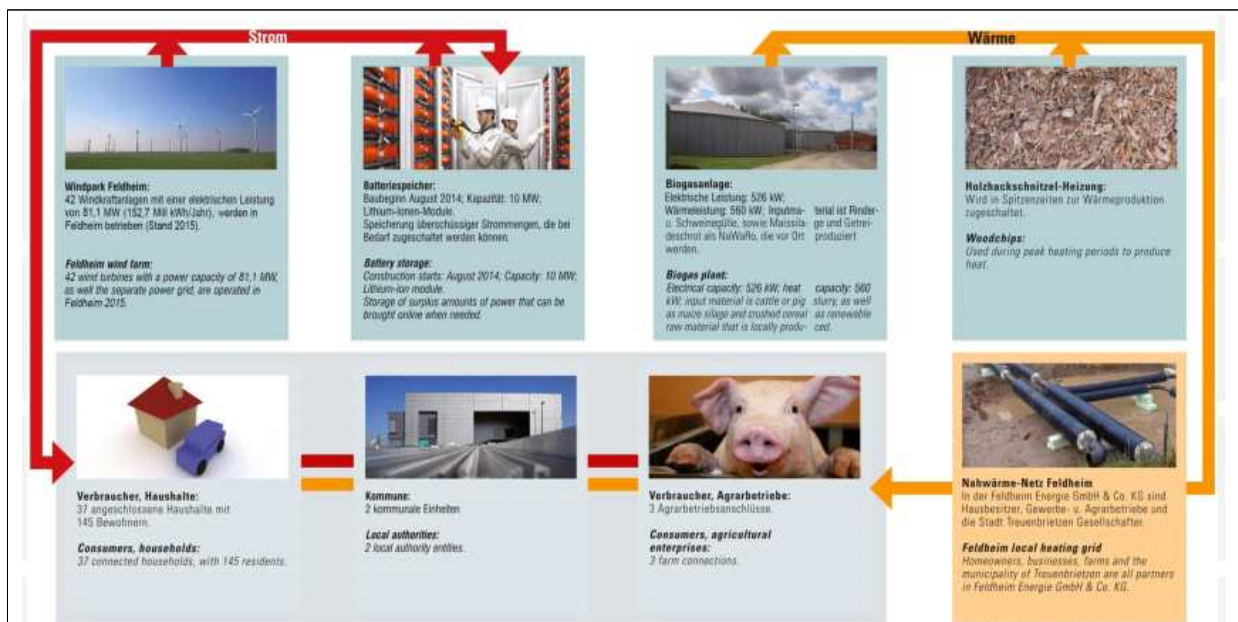 Strom
Wärme
Windpark Feldheim:
42 Windkraftanlagen mit einer elektrischen Leistung
von 81,1 MW (152,7 Mill kWh/Jahr), werden in
Feldheim betrieben (Stand 2015).
Feldheim wind farm:
42 wind turbines with a power capacity of 81,1 MW,
as well the separate power grid, are operated in
Feldheim 2015.
Batteriespeicher:
Baubeginn August 2014; Kapazität: 10 MW;
Lithium-Ionen-Module.
Speicherung überschüssiger Strommengen, die bei
Bedarf zugeschaltet werden können.
Battery storage:
Construction starts: August 2014; Capacity: 10 MW;
Lithium-ion module.
Storage of surplus amounts of power that can be
brought online when needed.
Biogasanlage:
Elektrische Leistung: 526 kW;
Wärmeleistung: 560 kW; Inputma- terial ist Rinder-
u. Schweinegülle, sowie Maissila- ge und Getrei-
deschrot als NaWaRo, die vor Ort produziert
werden.
Biogas plant:
Electrical capacity: 526 kW; heat capacity: 560
kW; input material is cattle or pig slurry, as well
as maize silage and crushed cereal as renewable
raw material that is locally produ- ced.
Holzhackschnitzel-Heizung:
Wird in Spitzenzeiten zur Wärmeproduktion
zugeschaltet.
Woodchips:
Used during peak heating periods to produce
heat.
Verbraucher, Haushalte:
37 angeschlossene Haushalte mit
145 Bewohnern.
Consumers, households:
37 connected households, with 145 residents.
Kommune:
2 kommunale Einheiten
Local authorities:
2 local authority entities.
Verbraucher, Agrarbetriebe:
3 Agrarbetriebsanschlüsse.
Consumers, agricultural
enterprises:
3 farm connections.
Nahwärme-Netz Feldheim
In der Feldheim Energie GmbH & Co. KG sind
Hausbesitzer, Gewerbe- u. Agrarbetriebe und
die Stadt Treuenbrietzen Gesellschafter.
Feldheim local heating grid
Homeowners, businesses, farms and the
municipality of Treuenbrietzen are all partners
in Feldheim Energie GmbH & Co. KG.